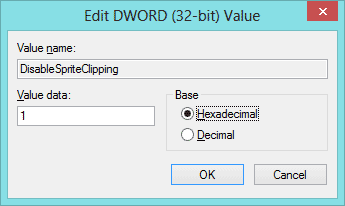 Edit DWORD (32-bit) Value
Value name:
DisableSpriteClipping
Value data:
1
Base
Hexadecimal
Decimal
OK
Cancel